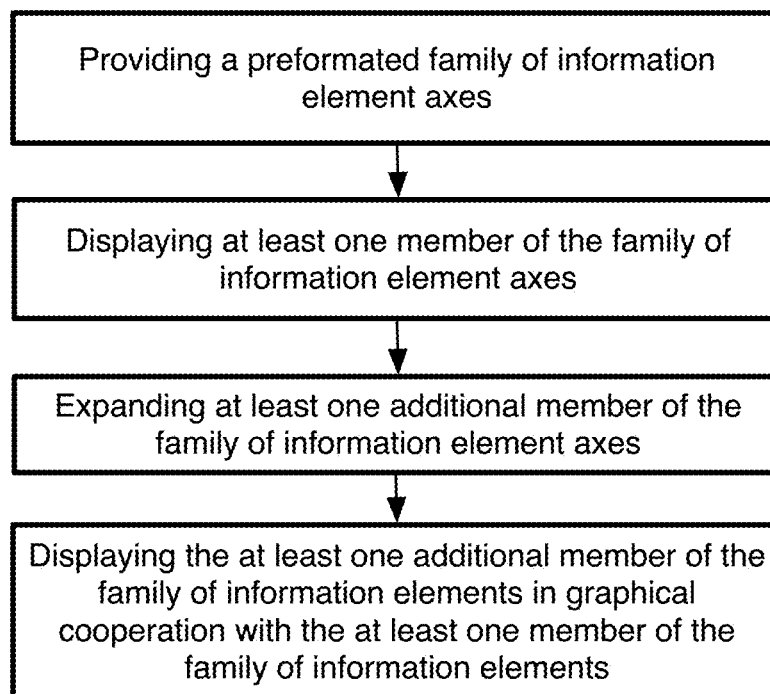 Providing a preformated family of information
element axes
Displaying at least one member of the family of
information element axes
Expanding at least one additional member of the
family of information element axes
Displaying the at least one additional member of the
family of information elements in graphical
cooperation with the at least one member of the
family of information elements